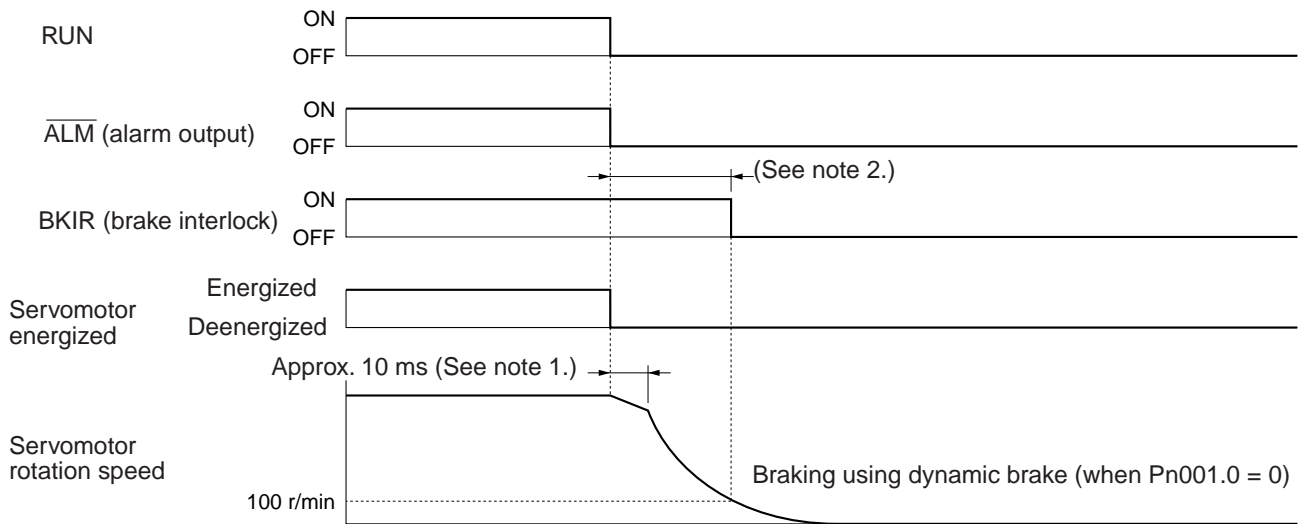 RUN
ON
OFF
ALM (alarm output)
ON
OFF
(See note 2.)
BKIR (brake interlock)
ON
OFF
Servomotor
energized
Energized
Deenergized
Approx. 10 ms (See note 1.)
Servomotor
rotation speed
Braking using dynamic brake (when Pn001.0 = 0)
100 r/min